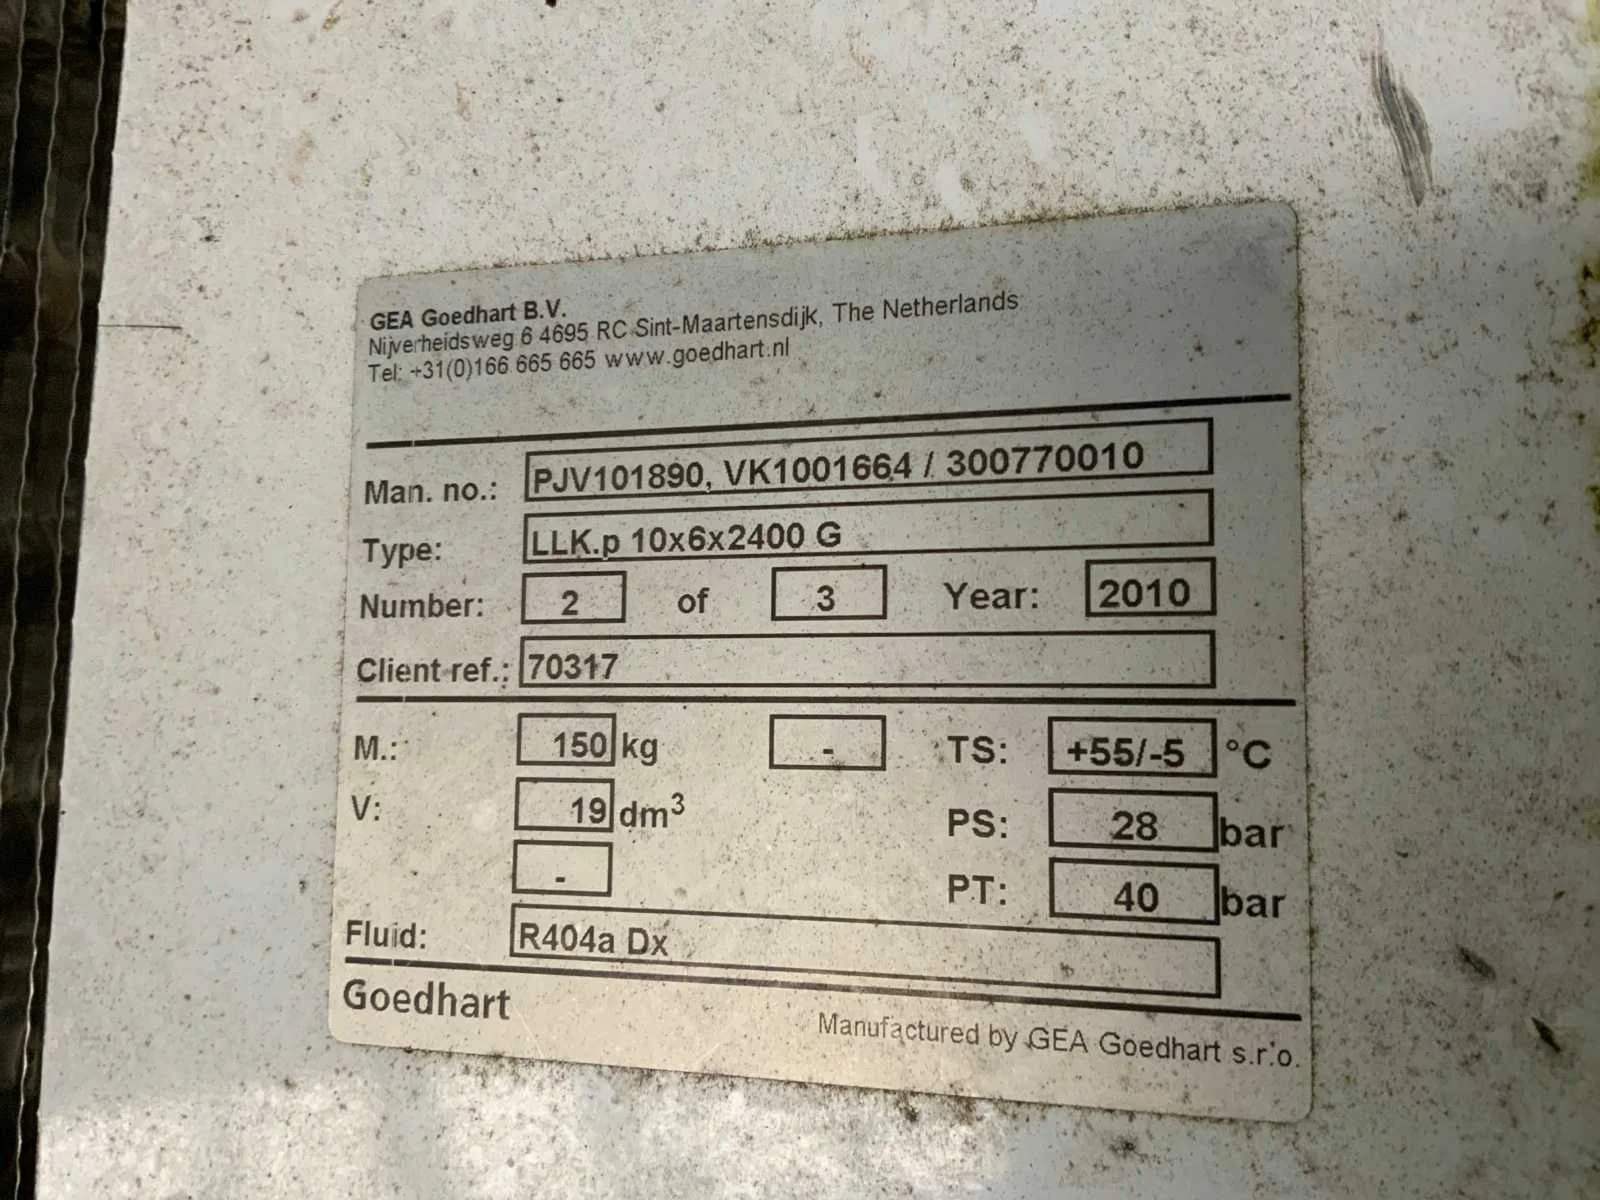 GEA Goedhart B.V.
Nijverheidsweg 6 4695 RC Sint-Maartensdijk, The Netherlands
Tel: +31(0)166 665 665 www.goedhart.nl
Man. no.: PJV101890, VK1001664 / 300770010
Type: LLK.p 10x6x2400 G
Number: 2 of 3 Year: 2010
Client ref.: 70317
M.: 150 kg - TS: +55/-5 °C
V: 19 dm³ PS: 28 bar
- PT: 40 bar
Fluid: R404a Dx
Goedhart
Manufactured by GEA Goedhart s.r.o.